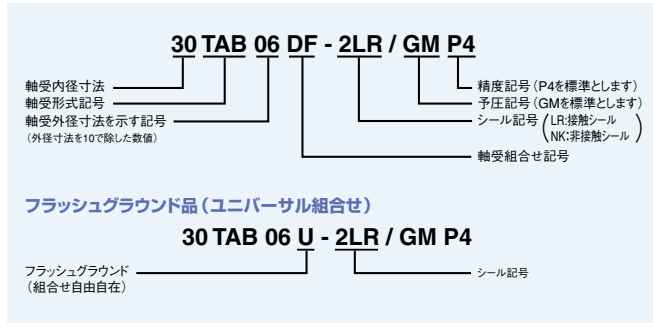 30 TAB 06 DF - 2LR / GM P4
軸受内径寸法
軸受形式記号
軸受外径寸法を示す記号
(外径寸法を10で除した数値)
精度記号(P4を標準とします)
予圧記号(GMを標準とします)
シール記号(LR:接触シール
NK:非接触シール)
軸受組合せ記号
フラッシュグラウンド品(ユニバーサル組合せ)
30 TAB 06 U - 2LR / GM P4
フラッシュグラウンド
(組合せ自由自在)
シール記号